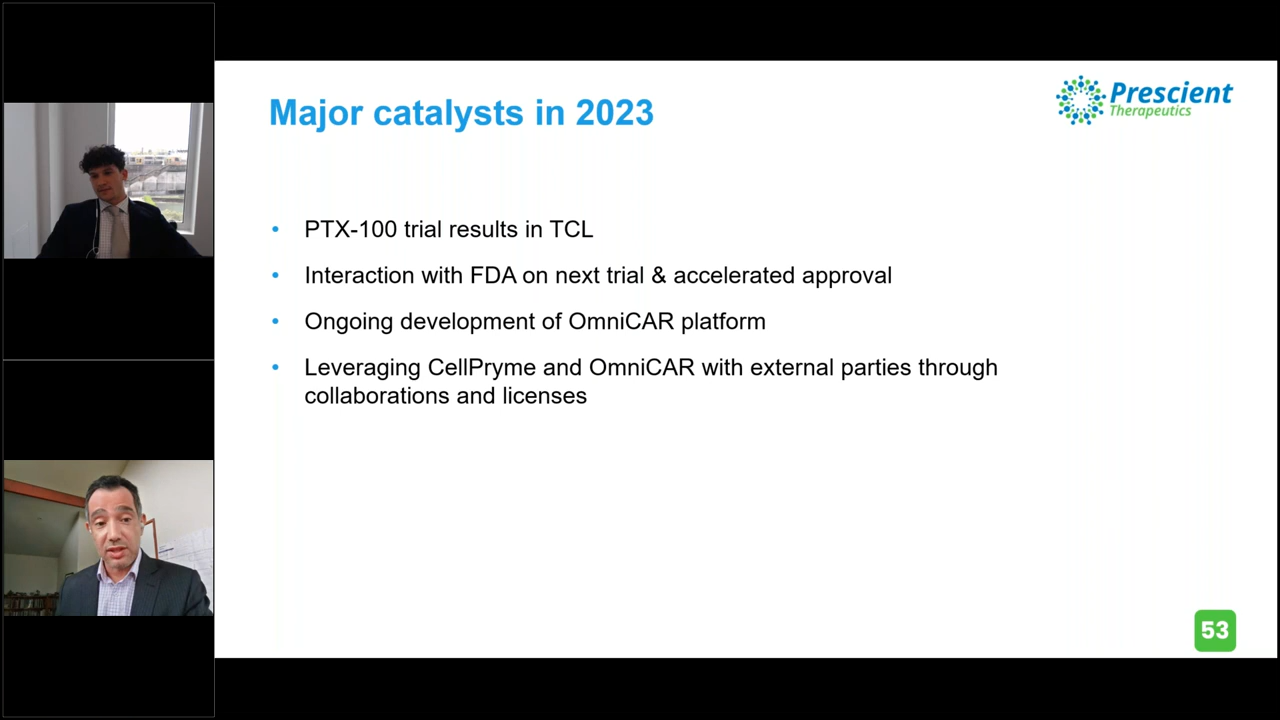 Major catalysts in 2023
Prescient
Therapeutics
• PTX-100 trial results in TCL
• Interaction with FDA on next trial & accelerated approval
• Ongoing development of OmniCAR platform
• Leveraging CellPryme and OmniCAR with external parties through
collaborations and licenses
53